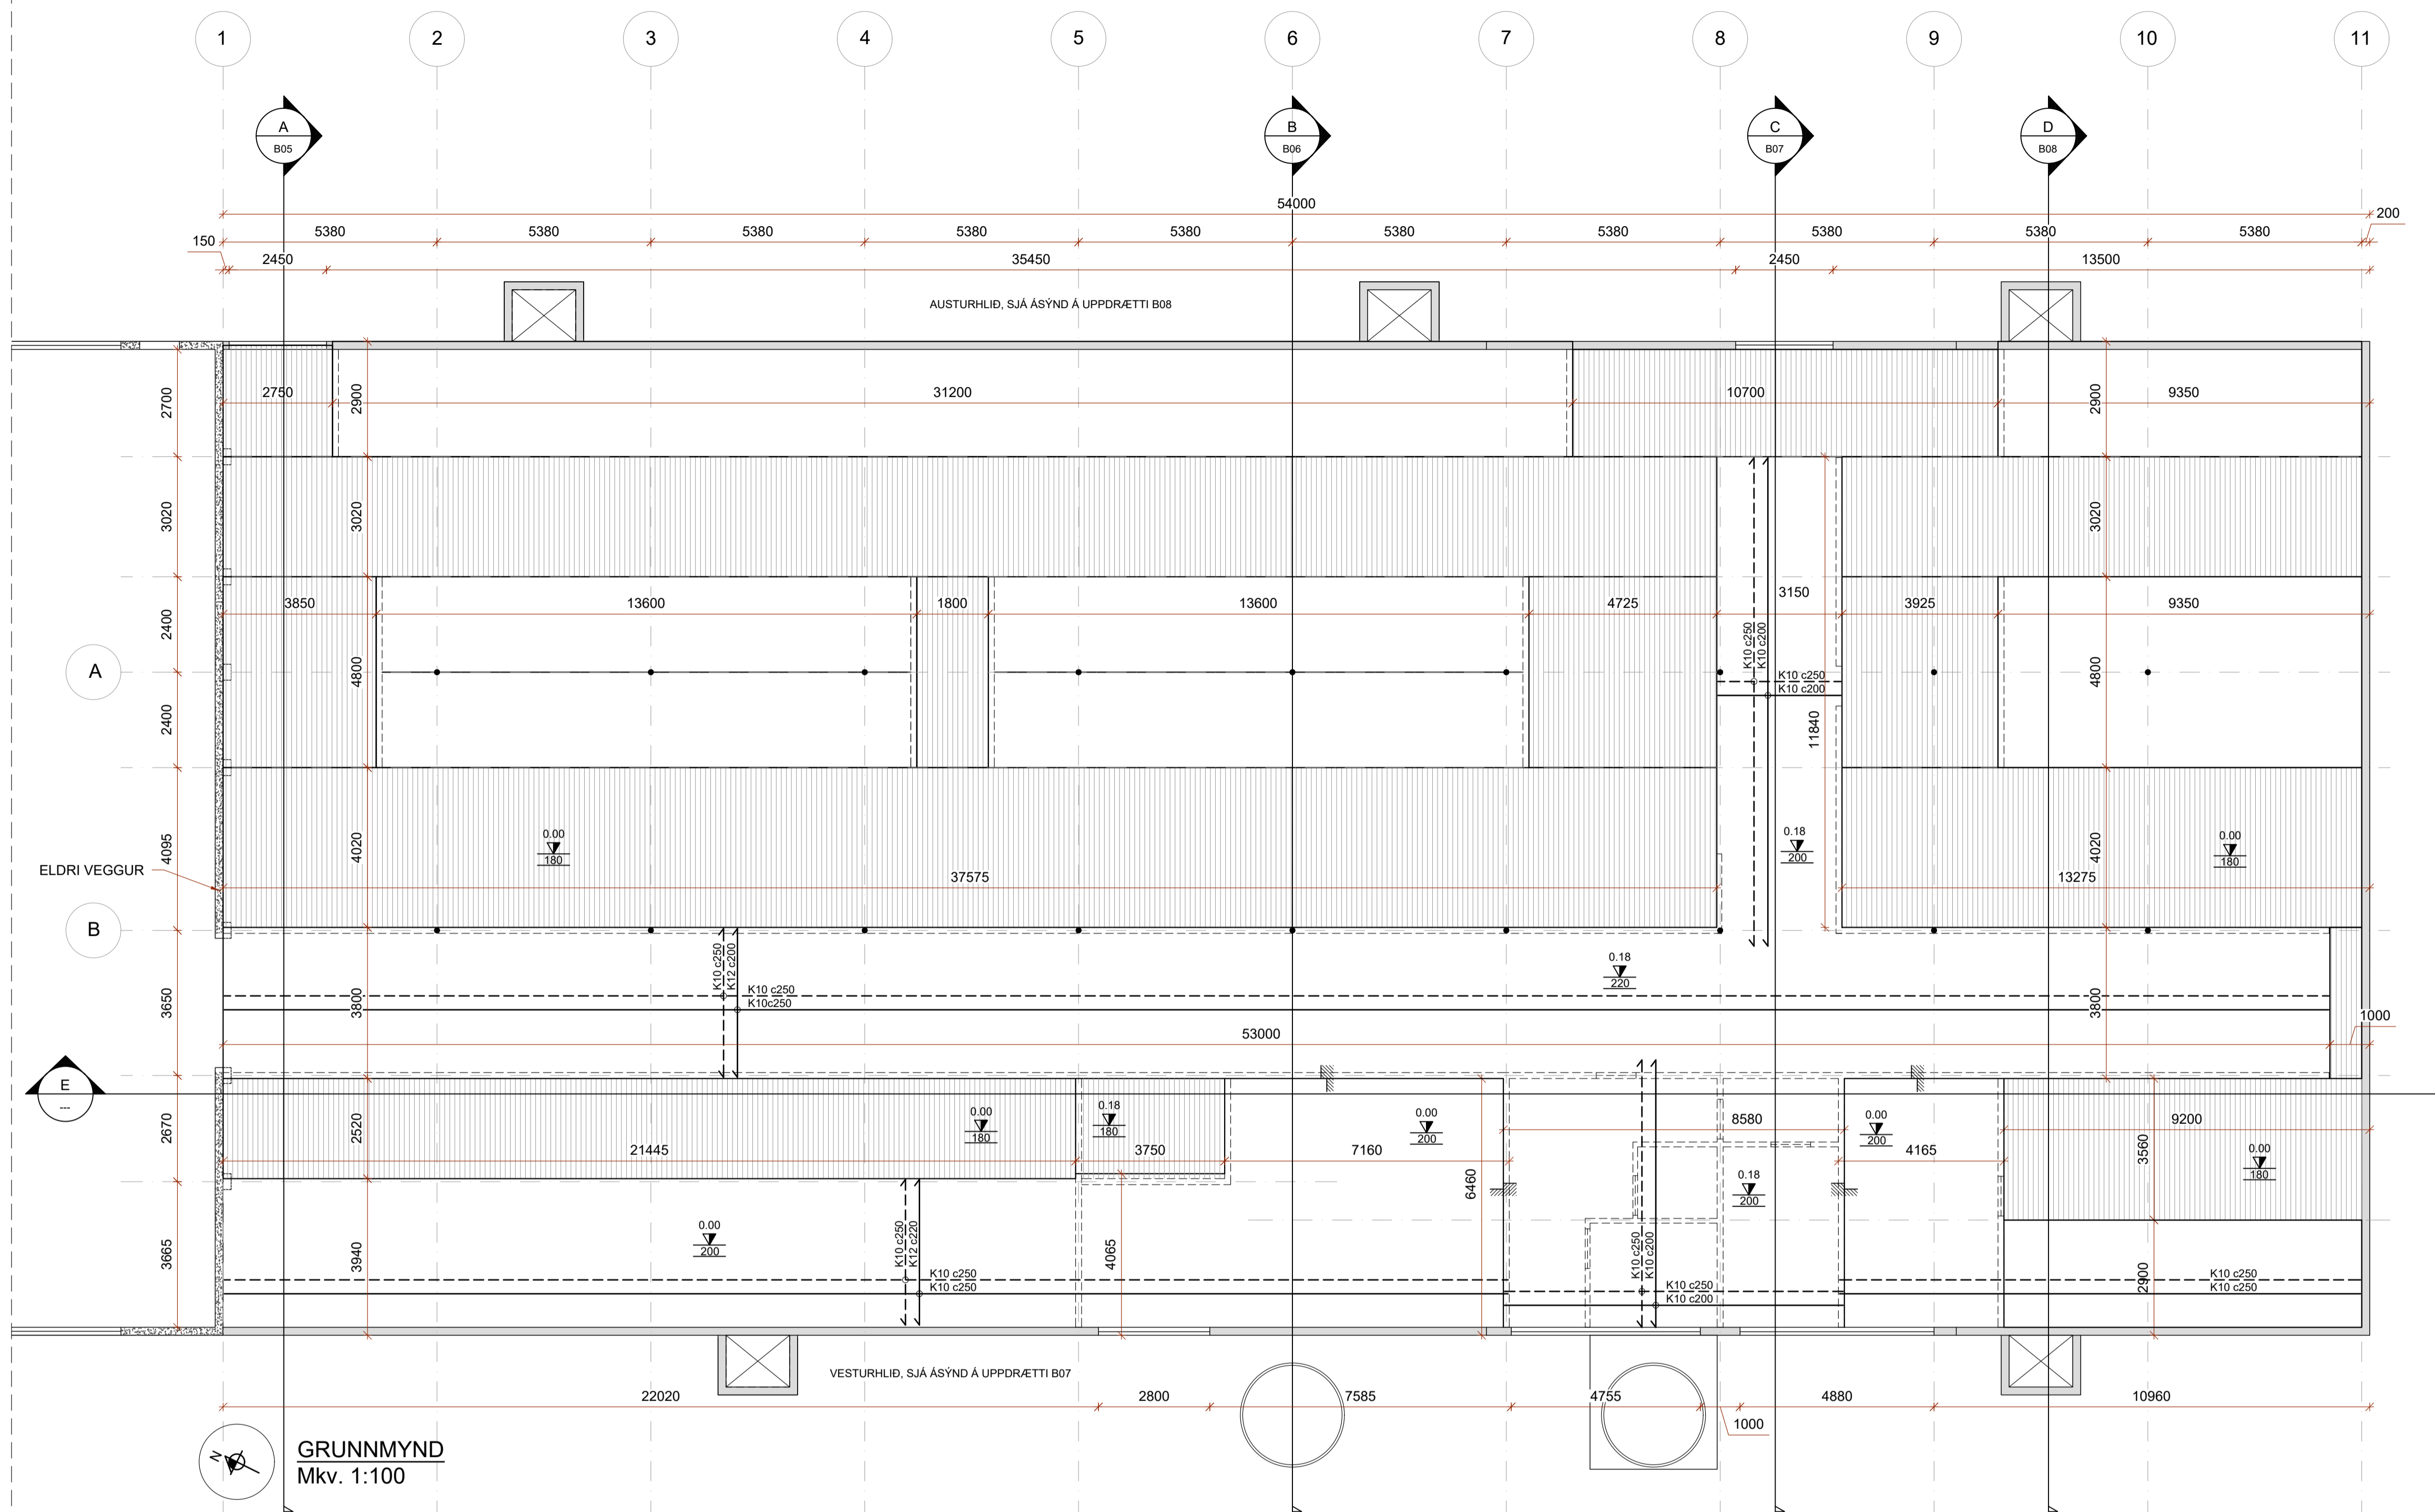 1 2 3 4 5 6 7 8 9 10 11
A B C D
B05 B06 B07 B08
54000
200
5380 5380 5380 5380 5380 5380 5380 5380 5380 5380
150
2450 35450 2450 13500
AUSTURHLIÐ, SJÁ ÁSÝND Á UPPDRÆTTI B08
2700
2750
2900
31200
10700
2900
9350
3020
3020
3020
3850 13600 1800 13600 4725 3150 3925 9350
2400
K10 c250
K10 c200
A
4800
4800
K10 c250
K10 c200
2400
11840
4095
4020
0.00
180
0.18
200
4020
0.00
180
ELDRI VEGGUR
37575
13275
B
K10 c250
K12 c200
0.18
220
3650
3800
K10 c250
K10c250
3800
1000
53000
E
---
2670
2520
0.00
180
0.18
180
0.00
200
8580
0.00
200
9200
21445
3750
7160
4165
3560
0.00
180
6460
0.18
200
3665
3940
0.00
200
K10 c250
K12 c220
4065
K10 c250
K10 c200
K10 c250
K10 c250
K10 c250
K10 c200
2900
K10 c250
K10 c250
VESTURHLIÐ, SJÁ ÁSÝND Á UPPDRÆTTI B07
22020 2800 7585 4755 4880 10960
1000
N
GRUNNMYND
Mkv. 1:100